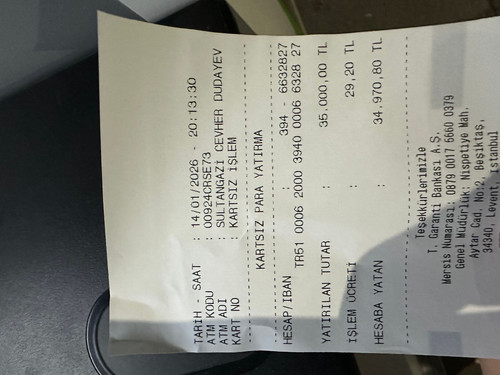 TARİH - SAAT : 14/01/2026 - 20:13:30
ATM KODU : 00924CRSE73
ATM ADI : SULTANGAZİ CEVHER DUDAYEV
KART NO : KARTSIZ İŞLEM
KARTSIZ PARA YATIRMA
HESAP/IBAN : 394 - 6632827
TR51 0006 2000 3940 0006 6328 27
YATIRILAN TUTAR : 35.000,00 TL
İŞLEM ÜCRETİ : 29,20 TL
HESABA YATAN : 34.970,80 TL
Teşekkürlerimizle
T. Garanti Bankası A.Ş.
Mersis Numarası: 0879 0017 6660 0379
Genel Müdürlük: Nispetiye Mah.
Aytar Cad. No:2, Beşiktaş,
34340, Levent, İstanbul